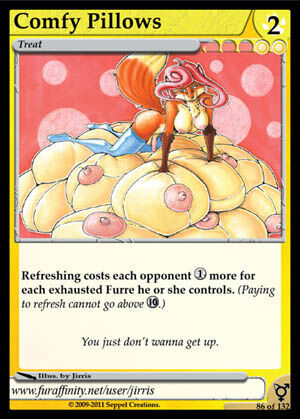 Comfy Pillows 2
Treat
Refreshing costs each opponent 1 more for
each exhausted Furre he or she controls. (Paying
to refresh cannot go above 10.)
You just don't wanna get up.
Illus. by Jirris
www.furaffinity.net/user/jirris
© 2009-2011 Seppel Creations.
86 of 132